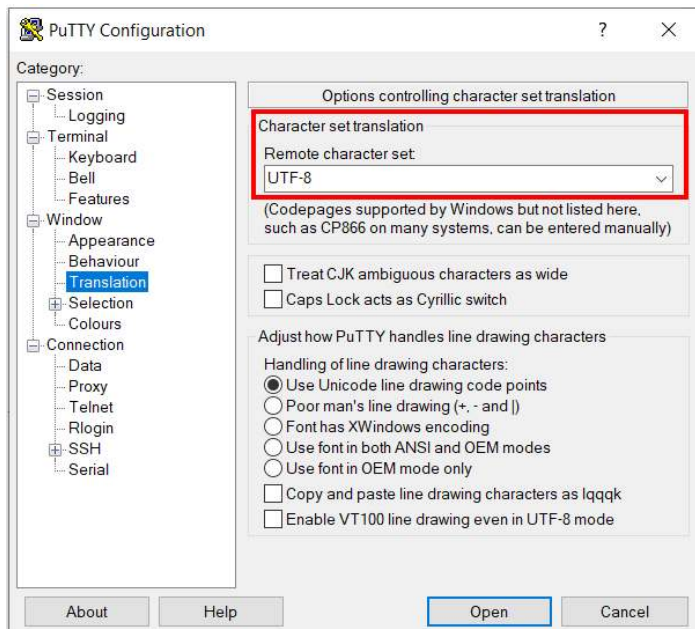 PuTTY Configuration
?
Category:
Session
Logging
Terminal
Keyboard
Bell
Features
Window
Appearance
Behaviour
Translation
Selection
Colours
Connection
Data
Proxy
Telnet
Rlogin
SSH
Serial
Options controlling character set translation
Character set translation
Remote character set:
UTF-8
(Codepages supported by Windows but not listed here,
such as CP866 on many systems, can be entered manually)
Treat CJK ambiguous characters as wide
Caps Lock acts as Cyrillic switch
Adjust how PuTTY handles line drawing characters
Handling of line drawing characters:
Use Unicode line drawing code points
Poor man's line drawing (+, - and |)
Font has XWindows encoding
Use font in both ANSI and OEM modes
Use font in OEM mode only
Copy and paste line drawing characters as lqqqk
Enable VT100 line drawing even in UTF-8 mode
About
Help
Open
Cancel